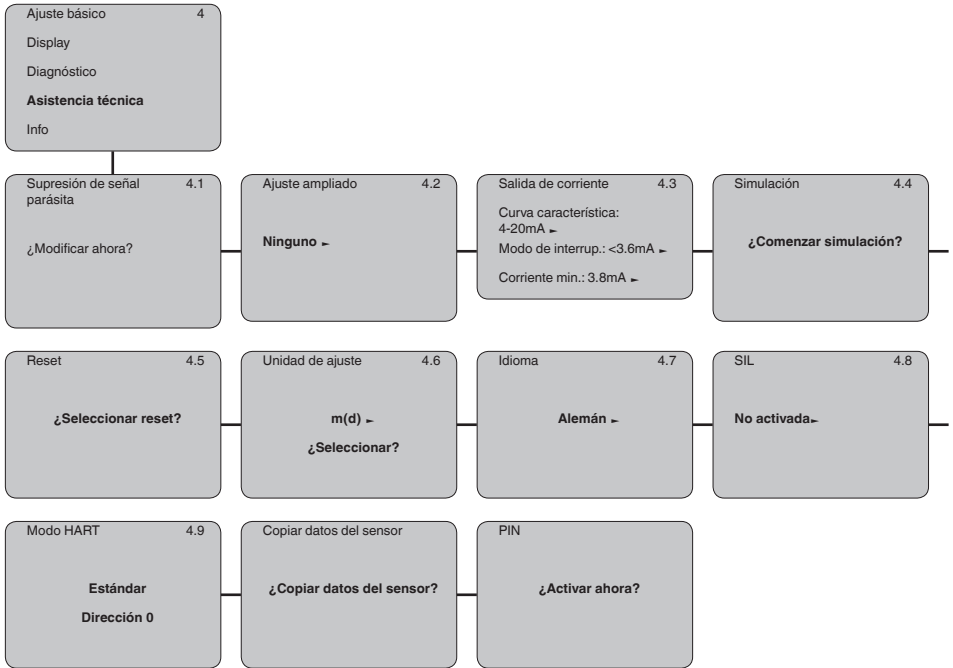 Ajuste básico 4
Display
Diagnóstico
Asistencia técnica
Info
Supresión de señal 4.1
parásita
¿Modificar ahora?
Ajuste ampliado 4.2
Ninguno ►
Salida de corriente 4.3
Curva característica:
4-20mA ►
Modo de interrup.: <3.6mA ►
Corriente min.: 3.8mA ►
Simulación 4.4
¿Comenzar simulación?
Reset 4.5
¿Seleccionar reset?
Unidad de ajuste 4.6
m(d) ►
¿Seleccionar?
Idioma 4.7
Alemán ►
SIL 4.8
No activada►
Modo HART 4.9
Estándar
Dirección 0
Copiar datos del sensor
¿Copiar datos del sensor?
PIN
¿Activar ahora?